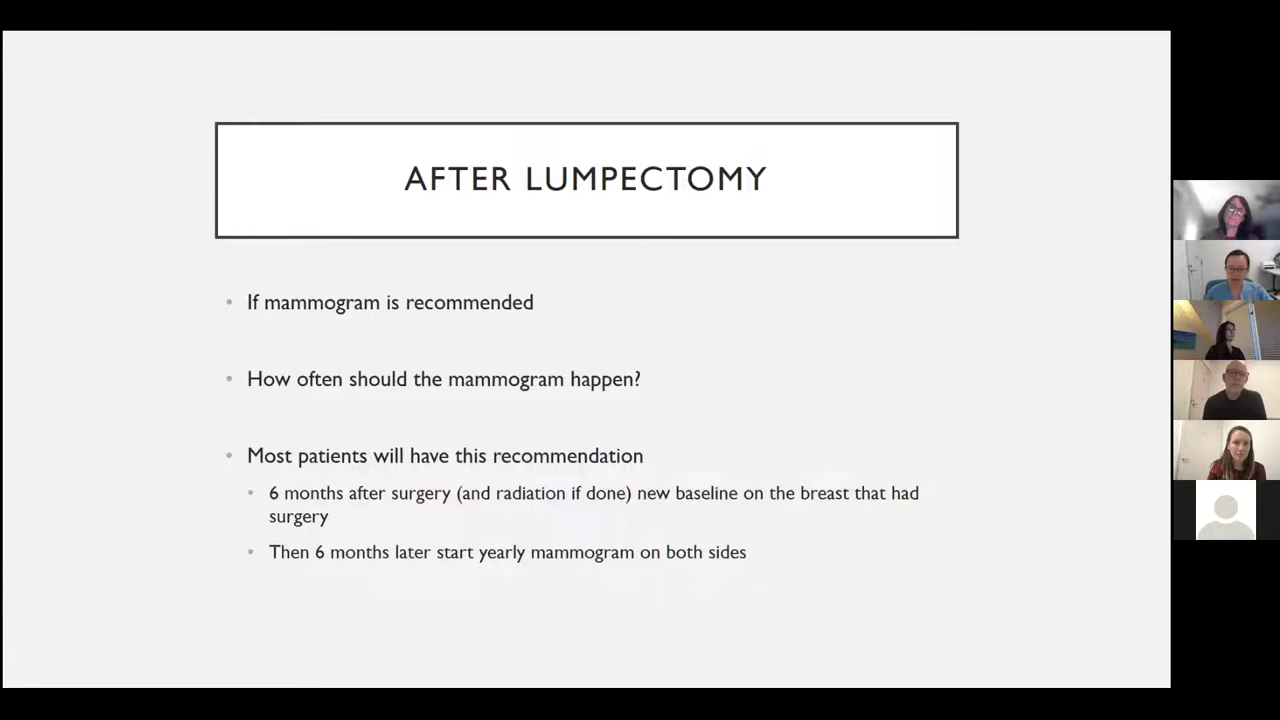 AFTER LUMPECTOMY
If mammogram is recommended
How often should the mammogram happen?
Most patients will have this recommendation
6 months after surgery (and radiation if done) new baseline on the breast that had
surgery
Then 6 months later start yearly mammogram on both sides